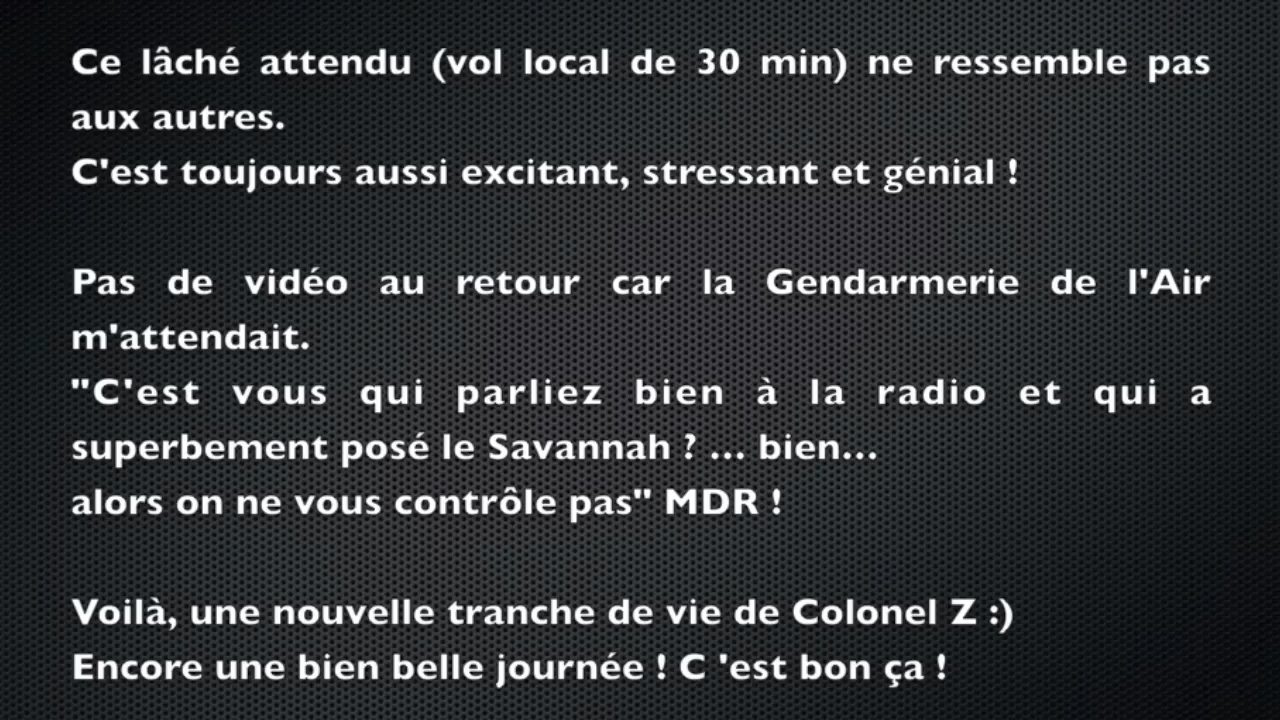 Ce lâché attendu (vol local de 30 min) ne ressemble pas
aux autres.
C'est toujours aussi excitant, stressant et génial !
Pas de vidéo au retour car la Gendarmerie de l'Air
m'attendait.
"C'est vous qui parliez bien à la radio et qui a
superbement posé le Savannah ? ... bien...
alors on ne vous contrôle pas" MDR !
Voilà, une nouvelle tranche de vie de Colonel Z :)
Encore une bien belle journée ! C 'est bon ça !